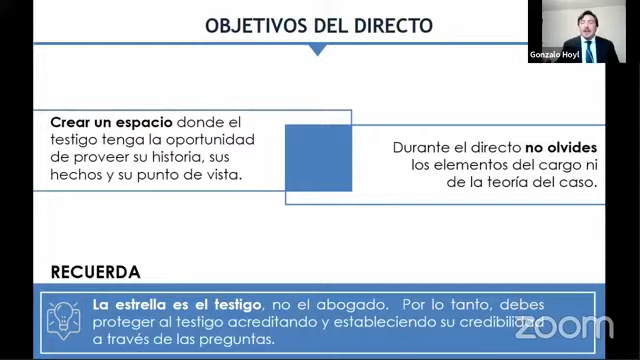 OBJETIVOS DEL DIRECTO
Gonzalo Hoyl
Crear un espacio donde el
testigo tenga la oportunidad
de proveer su historia, sus
hechos y su punto de vista.
Durante el directo no olvides
los elementos del cargo ni
de la teoría del caso.
RECUERDA
La estrella es el testigo, no el abogado. Por lo tanto, debes
proteger al testigo acreditando y estableciendo su credibilidad
a través de las preguntas.
zoom